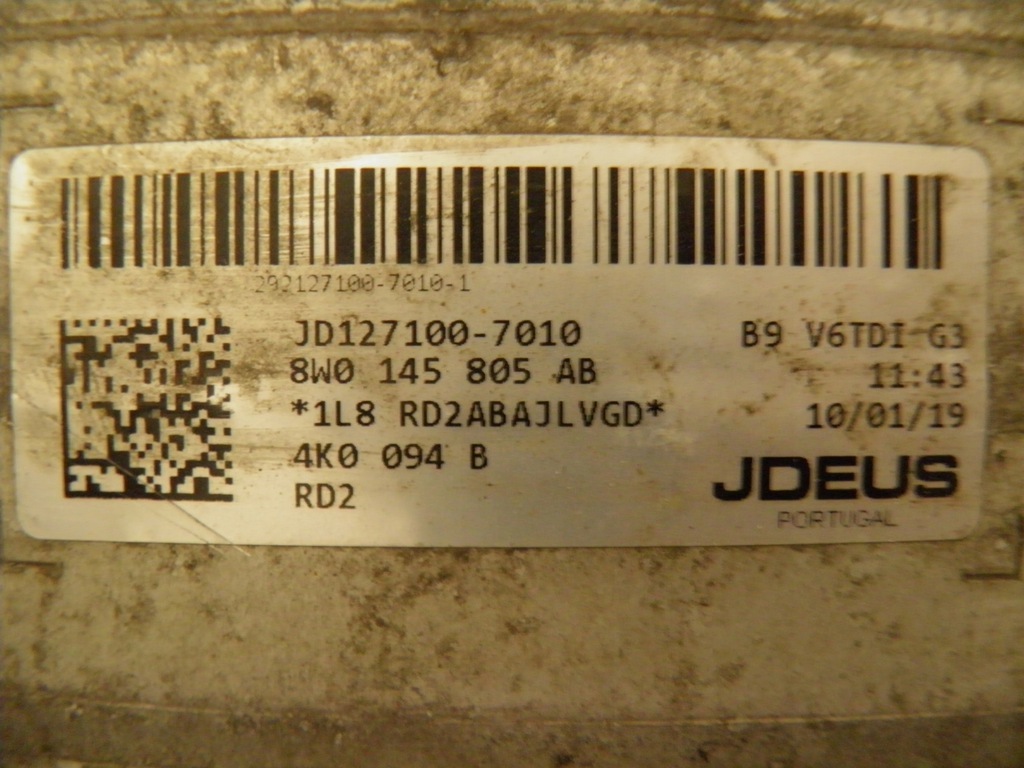 292127100-7010-1
JD127100-7010
8W0 145 805 AB
*1L8 RD2ABAJLVGD*
4K0 094 B
RD2
B9 V6TDI G3
11:43
10/01/19
JDEUS
PORTUGAL